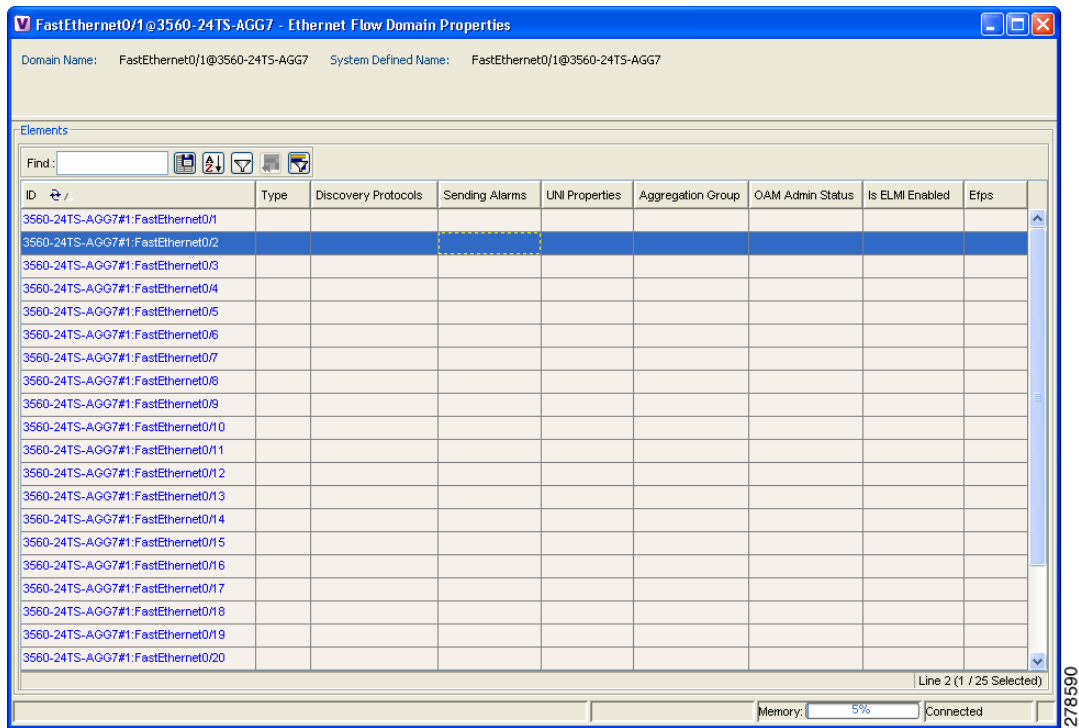 FastEthernet0/1@3560-24TS-AGG7 - Ethernet Flow Domain Properties
Domain Name: FastEthernet0/1@3560-24TS-AGG7 System Defined Name: FastEthernet0/1@3560-24TS-AGG7
Elements
Find :
ID Type Discovery Protocols Sending Alarms UNI Properties Aggregation Group OAM Admin Status Is ELMI Enabled Efps
3560-24TS-AGG7#1:FastEthernet0/1
3560-24TS-AGG7#1:FastEthernet0/2
3560-24TS-AGG7#1:FastEthernet0/3
3560-24TS-AGG7#1:FastEthernet0/4
3560-24TS-AGG7#1:FastEthernet0/5
3560-24TS-AGG7#1:FastEthernet0/6
3560-24TS-AGG7#1:FastEthernet0/7
3560-24TS-AGG7#1:FastEthernet0/8
3560-24TS-AGG7#1:FastEthernet0/9
3560-24TS-AGG7#1:FastEthernet0/10
3560-24TS-AGG7#1:FastEthernet0/11
3560-24TS-AGG7#1:FastEthernet0/12
3560-24TS-AGG7#1:FastEthernet0/13
3560-24TS-AGG7#1:FastEthernet0/14
3560-24TS-AGG7#1:FastEthernet0/15
3560-24TS-AGG7#1:FastEthernet0/16
3560-24TS-AGG7#1:FastEthernet0/17
3560-24TS-AGG7#1:FastEthernet0/18
3560-24TS-AGG7#1:FastEthernet0/19
3560-24TS-AGG7#1:FastEthernet0/20
Line 2 (1 / 25 Selected)
Memory: 5% Connected
278590